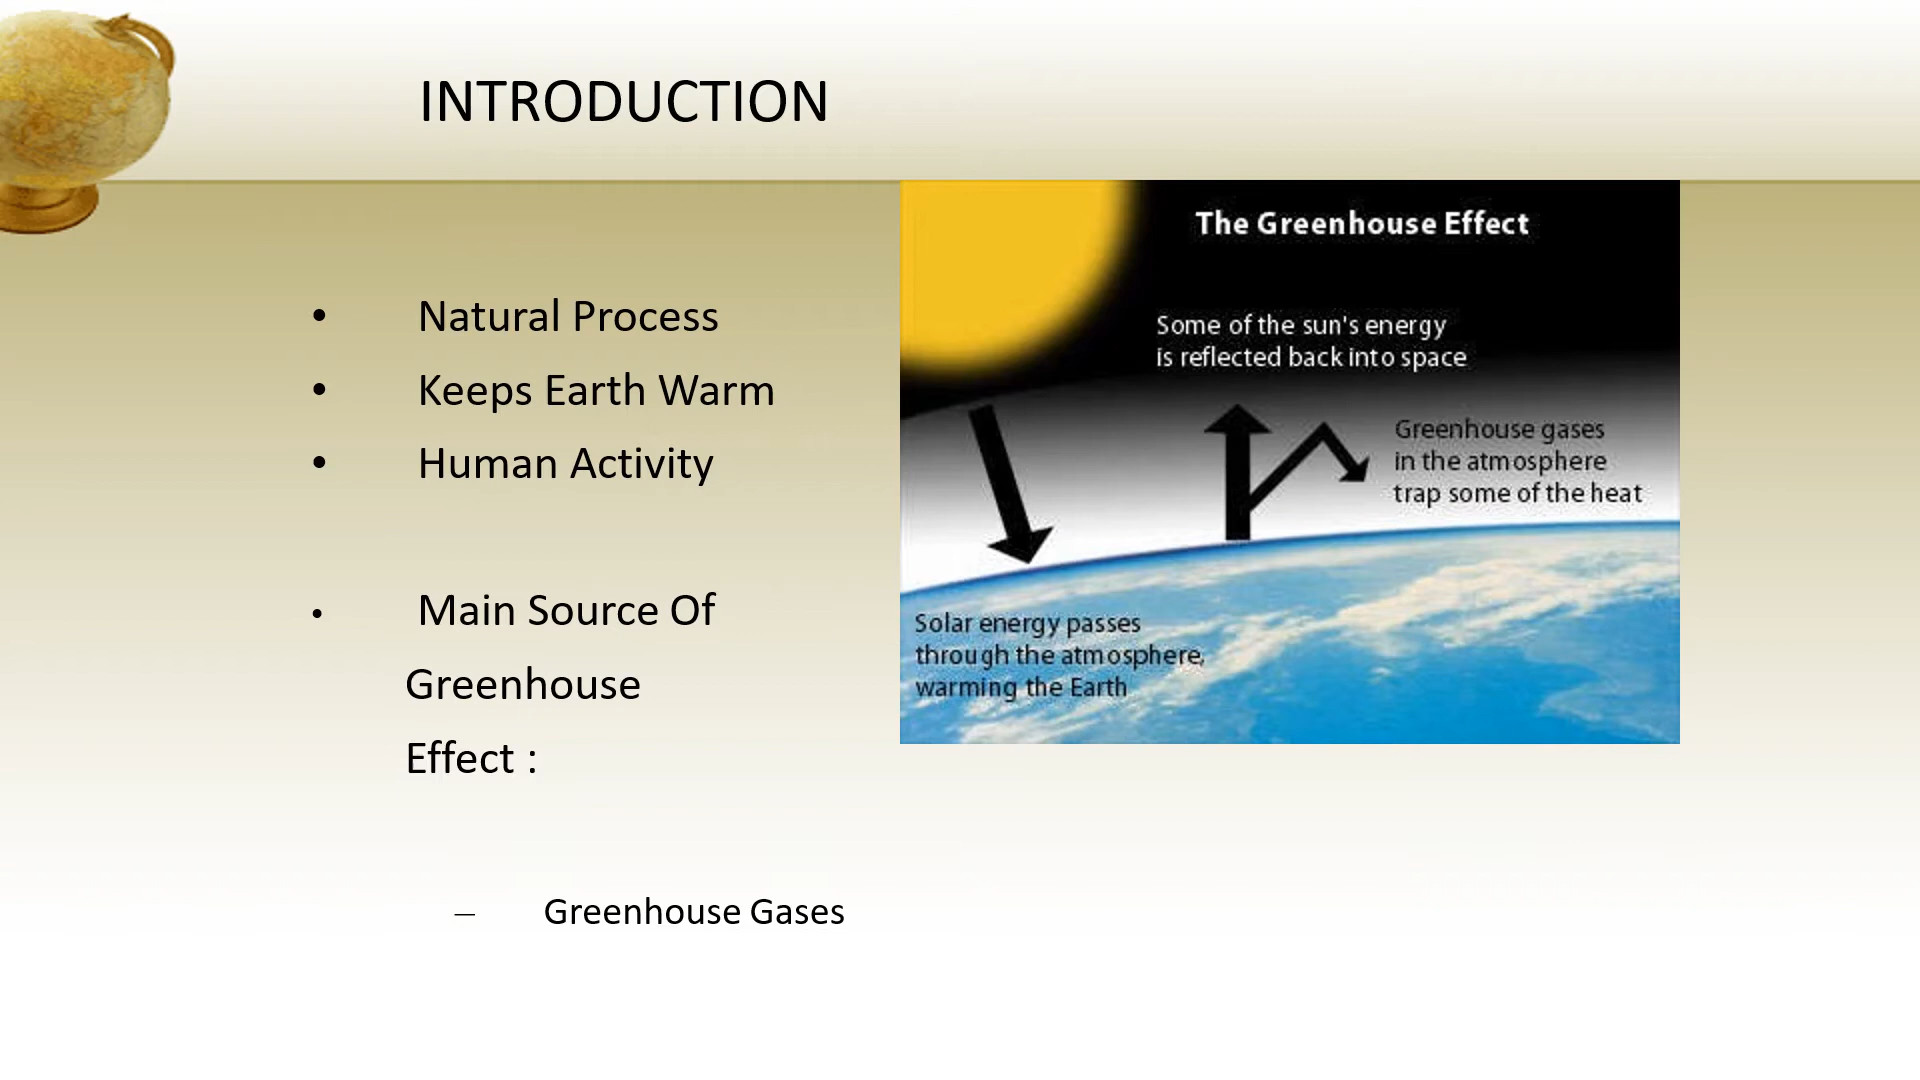 INTRODUCTION
• Natural Process
• Keeps Earth Warm
• Human Activity
• Main Source Of
Greenhouse
Effect :
– Greenhouse Gases
The Greenhouse Effect
Some of the sun's energy
is reflected back into space
Greenhouse gases
in the atmosphere
trap some of the heat
Solar energy passes
through the atmosphere,
warming the Earth